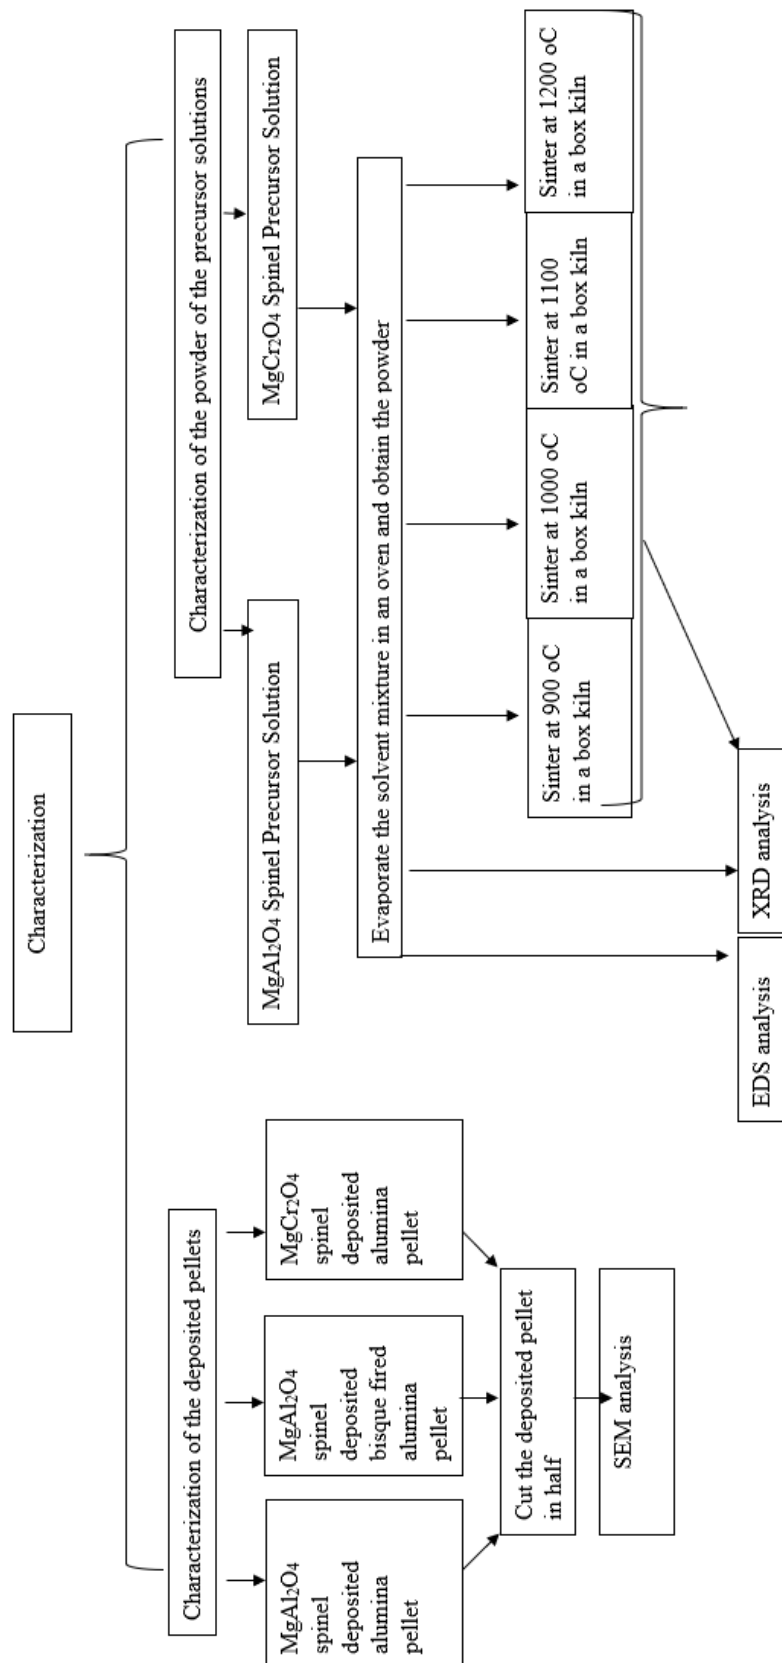 Characterization
Characterization of the deposited pellets
Characterization of the powder of the precursor solutions
MgAl2O4
spinel
deposited
alumina
pellet
MgAl2O4
spinel
deposited
bisque fired
alumina
pellet
MgCr2O4
spinel
deposited
alumina
pellet
MgAl2O4 Spinel Precursor Solution
MgCr2O4 Spinel Precursor Solution
Evaporate the solvent mixture in an oven and obtain the powder
Cut the deposited pellet
in half
Sinter at 900 oC
in a box kiln
Sinter at 1000 oC
in a box kiln
Sinter at 1100
oC in a box kiln
Sinter at 1200 oC
in a box kiln
SEM analysis
EDS analysis
XRD analysis